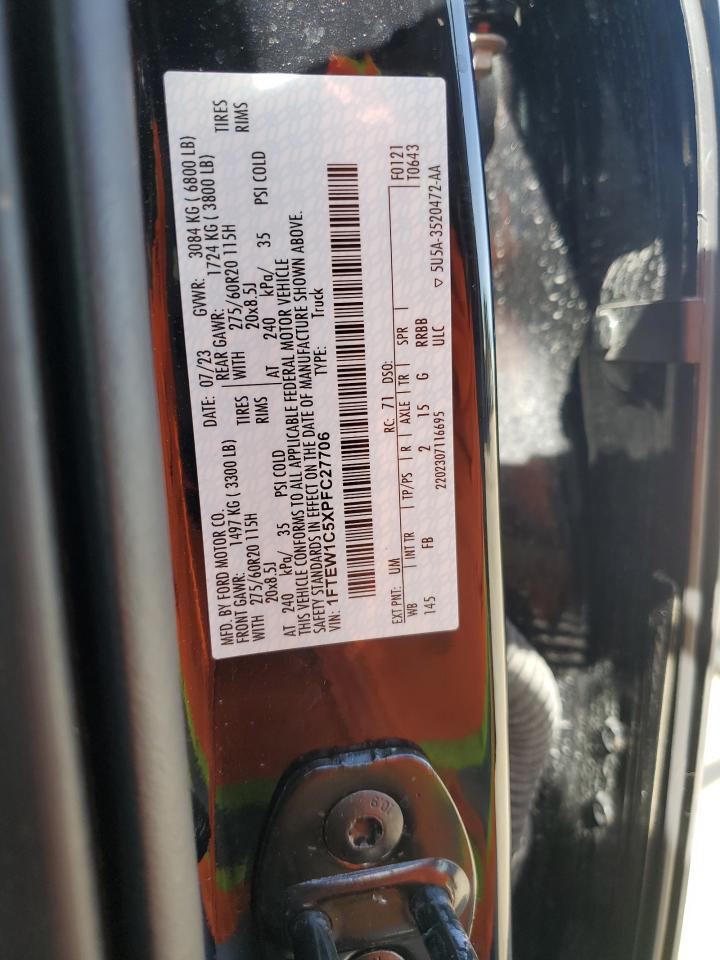 MFD. BY FORD MOTOR CO.
DATE: 07/23 GVWR: 3084 KG ( 6800 LB)
FRONT GAWR: 1497 KG ( 3300 LB)
REAR GAWR: 1724 KG ( 3800 LB)
WITH 275/60R20 115H TIRES
WITH 275/60R20 115H TIRES
20x8.51 RIMS
20x8.51 RIMS
AT 240 kPa/ 35 PSI COLD
AT 240 kPa/ 35 PSI COLD
THIS VEHICLE CONFORMS TO ALL APPLICABLE FEDERAL MOTOR VEHICLE
SAFETY STANDARDS IN EFFECT ON THE DATE OF MANUFACTURE SHOWN ABOVE.
VIN: 1FTEW1C5XPFC27706
TYPE: Truck
EXT PNT: UM RC: 71 DSO: F0121
T0643
WB INT TR TP/PS R AXLE TR SPR
145 FB 2 15 G RRBB
2202307116695 ULC ▽ 5U5A-3520472-AA
10.9